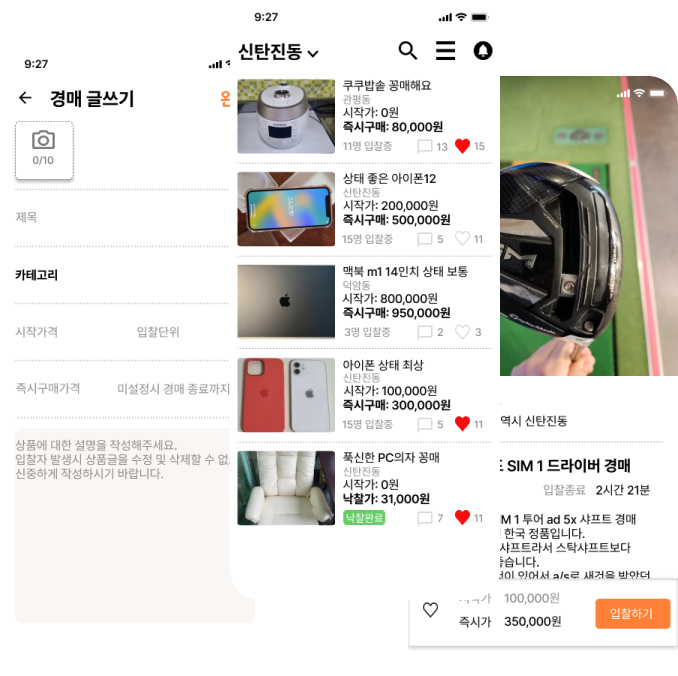 9:27
경매 글쓰기
0/10
제목
카테고리
시작가격 입찰단위
즉시구매가격 미설정시 경매 종료까지
상품에 대한 설명을 작성해주세요.
입찰자 발생시 상품글을 수정 및 삭제할 수 없
신중하게 작성하시기 바랍니다.
9:27
신탄진동
쿠쿠밥솥 꽁매해요
관평동
시작가: 0원
즉시구매: 80,000원
11명 입찰중 13 15
상태 좋은 아이폰12
신탄진동
시작가: 200,000원
즉시구매: 500,000원
15명 입찰중 5 11
맥북 m1 14인치 상태 보통
덕암동
시작가: 800,000원
즉시구매: 950,000원
3명 입찰중 2 3
아이폰 상태 최상
신탄진동
시작가: 100,000원
즉시구매: 300,000원
15명 입찰중 5 11
푹신한 PC의자 꽁매
신탄진동
시작가: 0원
낙찰가: 31,000원
낙찰완료 7 11
TaylorMade
역시 신탄진동
SIM 1 드라이버 경매
입찰종료 2시간 21분
1 투어 ad 5x 샤프트 경매
한국 정품입니다.
샤프트라서 스탁샤프트보다
좋습니다.
있어서 a/s로 새것을 받았던
100,000원
즉시가 350,000원
입찰하기